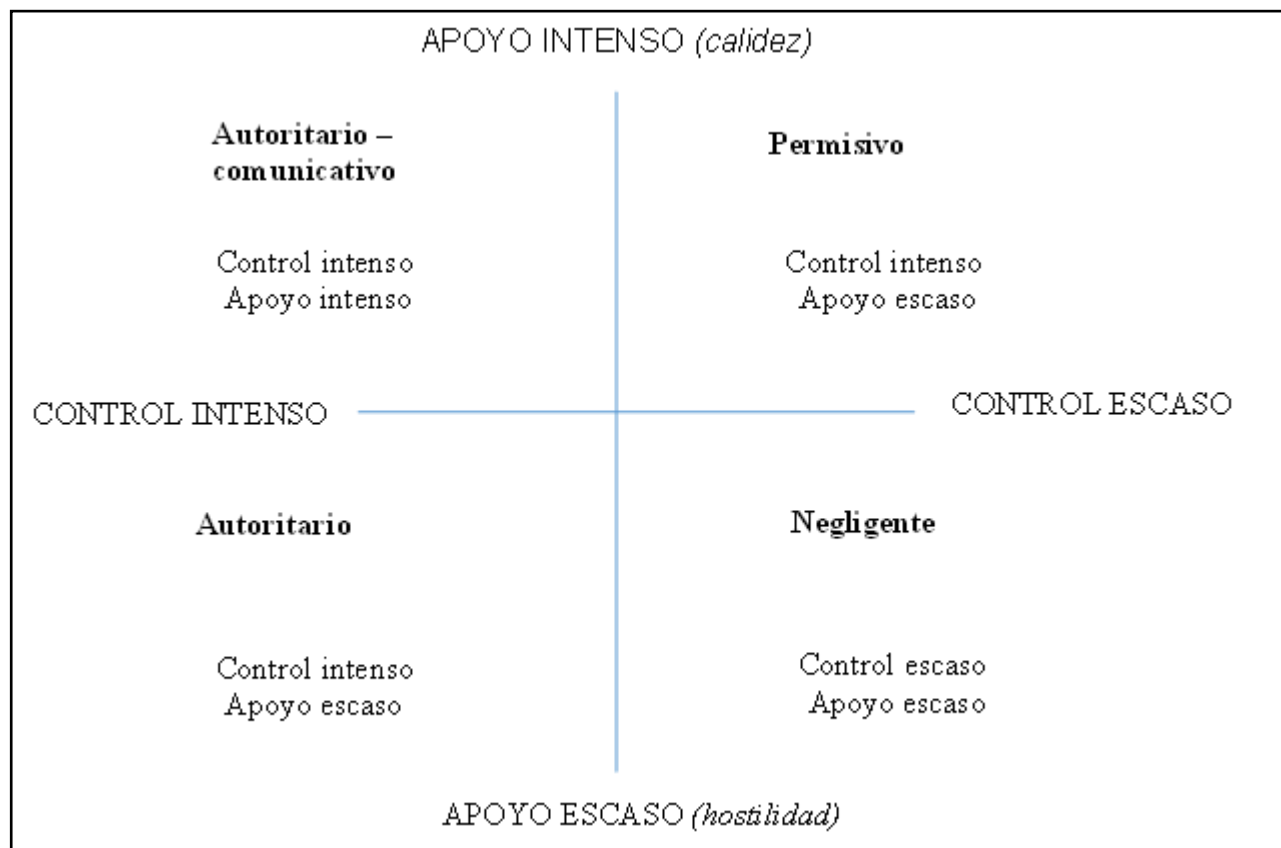 APOYO INTENSO (calidez)
Autoritario –
comunicativo
Permisivo
Control intenso
Apoyo intenso
Control intenso
Apoyo escaso
CONTROL INTENSO
CONTROL ESCASO
Autoritario
Negligente
Control intenso
Apoyo escaso
Control escaso
Apoyo escaso
APOYO ESCASO (hostilidad)